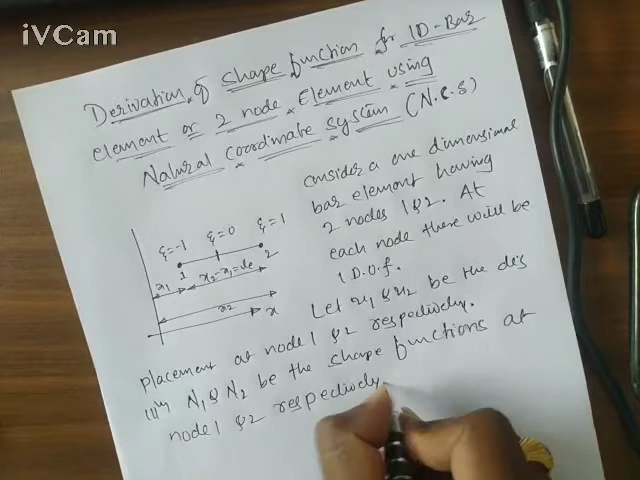 iVCam
Derivation of shape function for 1D-Bar
element or 2 node Element using
Natural coordinate system (N.C.S)
ξ=-1 ξ=0 ξ=1
1 2
x1 x2-x1=le
x2
x
Consider a one dimensional
bar element having
2 nodes 1 & 2. At
each node there will be
1 D.O.f.
Let u1 & u2 be the dis
placement at node 1 & 2 respectively.
|||ly N1 & N2 be the shape functions at
node 1 & 2 respectively